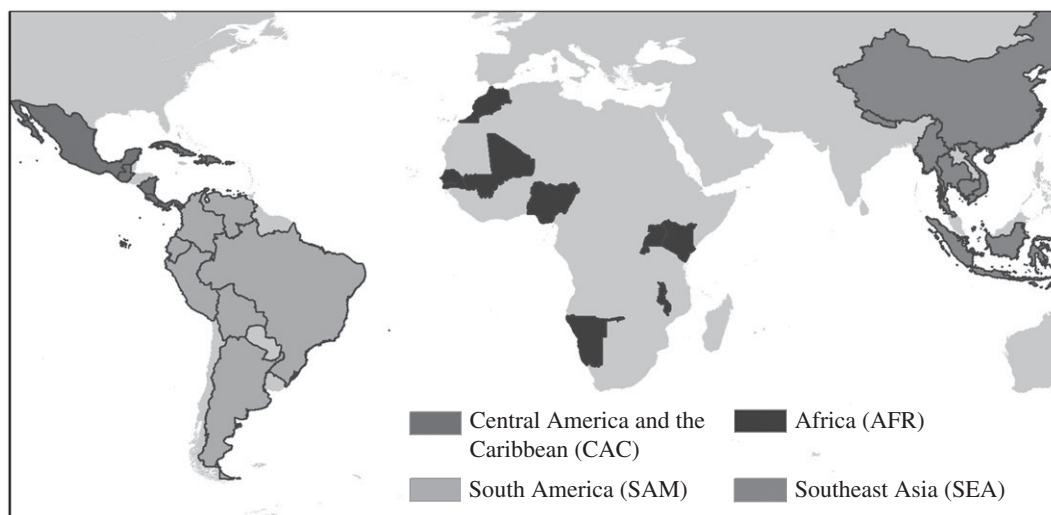 Central America and the
Caribbean (CAC)
Africa (AFR)
South America (SAM)
Southeast Asia (SEA)